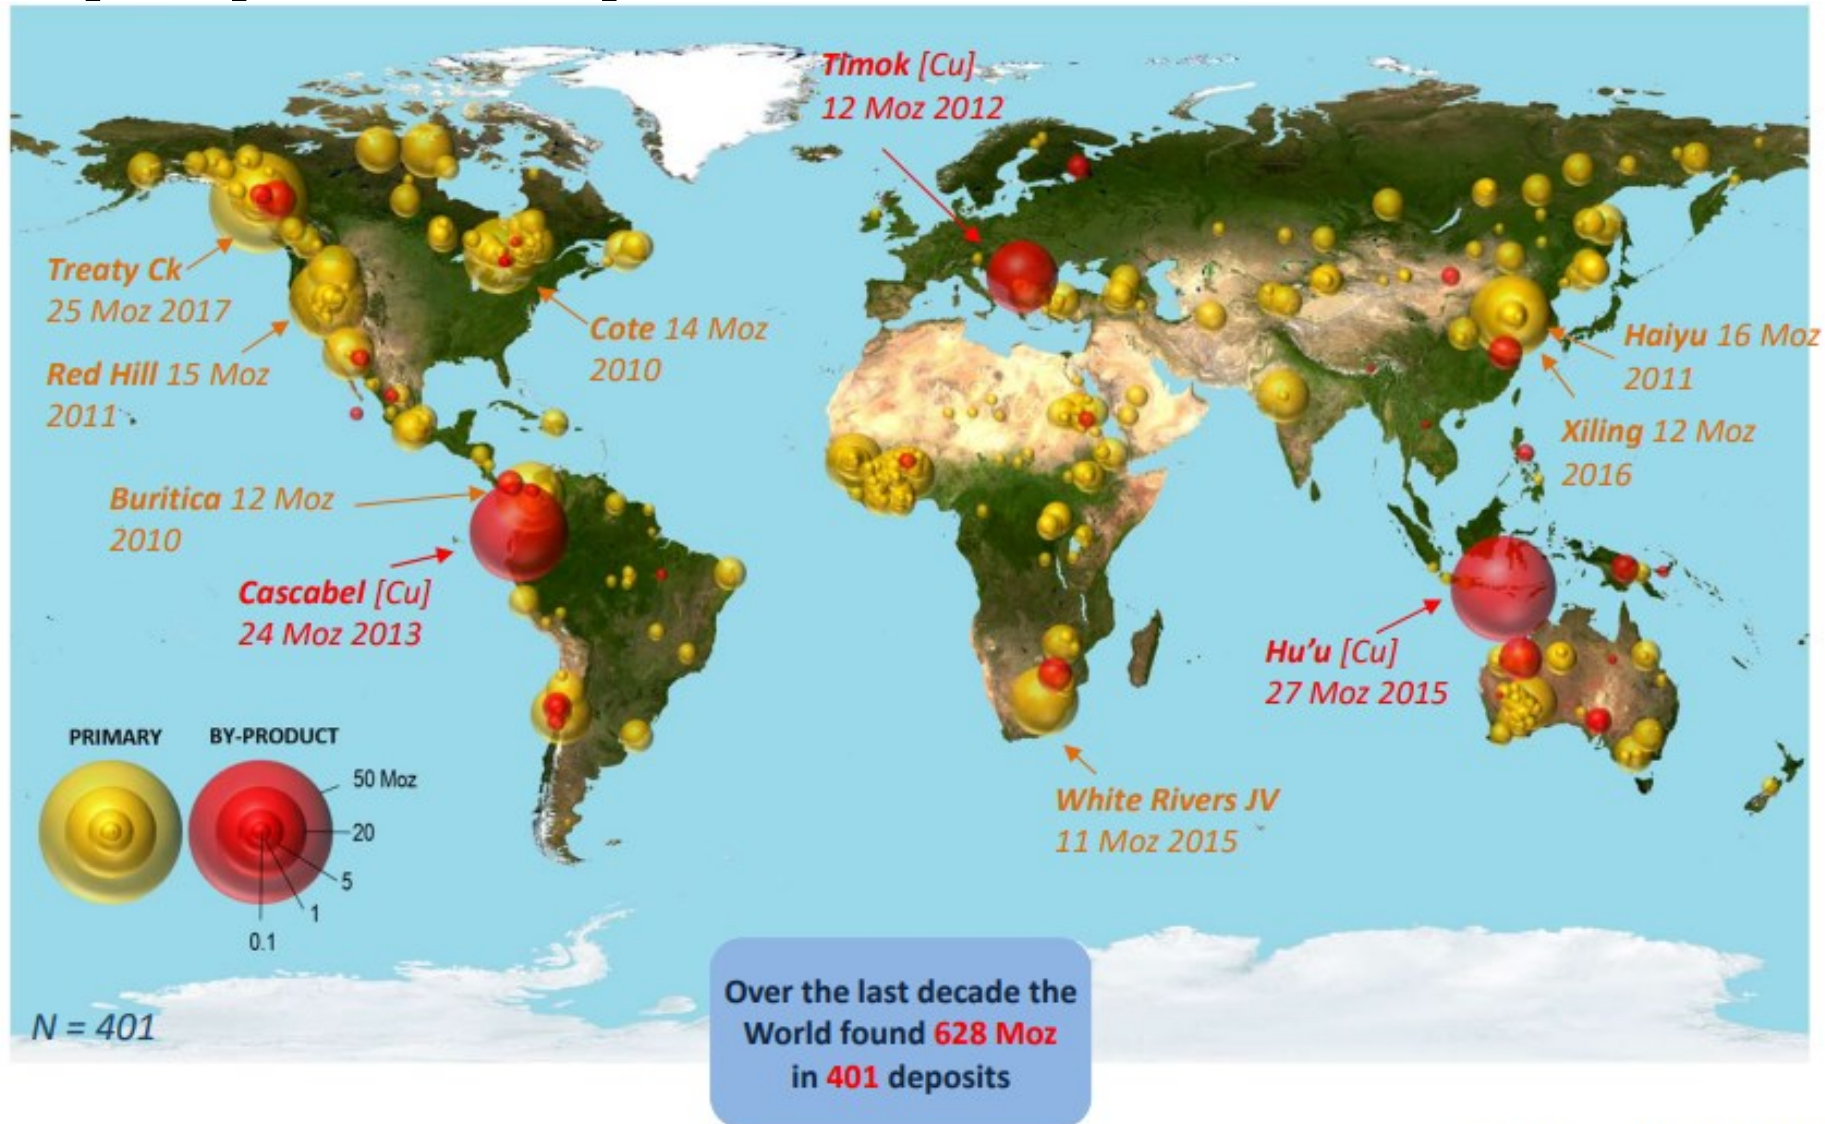 Timok [Cu]
12 Moz 2012
Treaty Ck
25 Moz 2017
Red Hill 15 Moz
2011
Cote 14 Moz
2010
Haiyu 16 Moz
2011
Xiling 12 Moz
2016
Buritica 12 Moz
2010
Cascabel [Cu]
24 Moz 2013
Hu'u [Cu]
27 Moz 2015
White Rivers JV
11 Moz 2015
PRIMARY
BY-PRODUCT
50 Moz
20
5
1
0.1
N = 401
Over the last decade the
World found 628 Moz
in 401 deposits